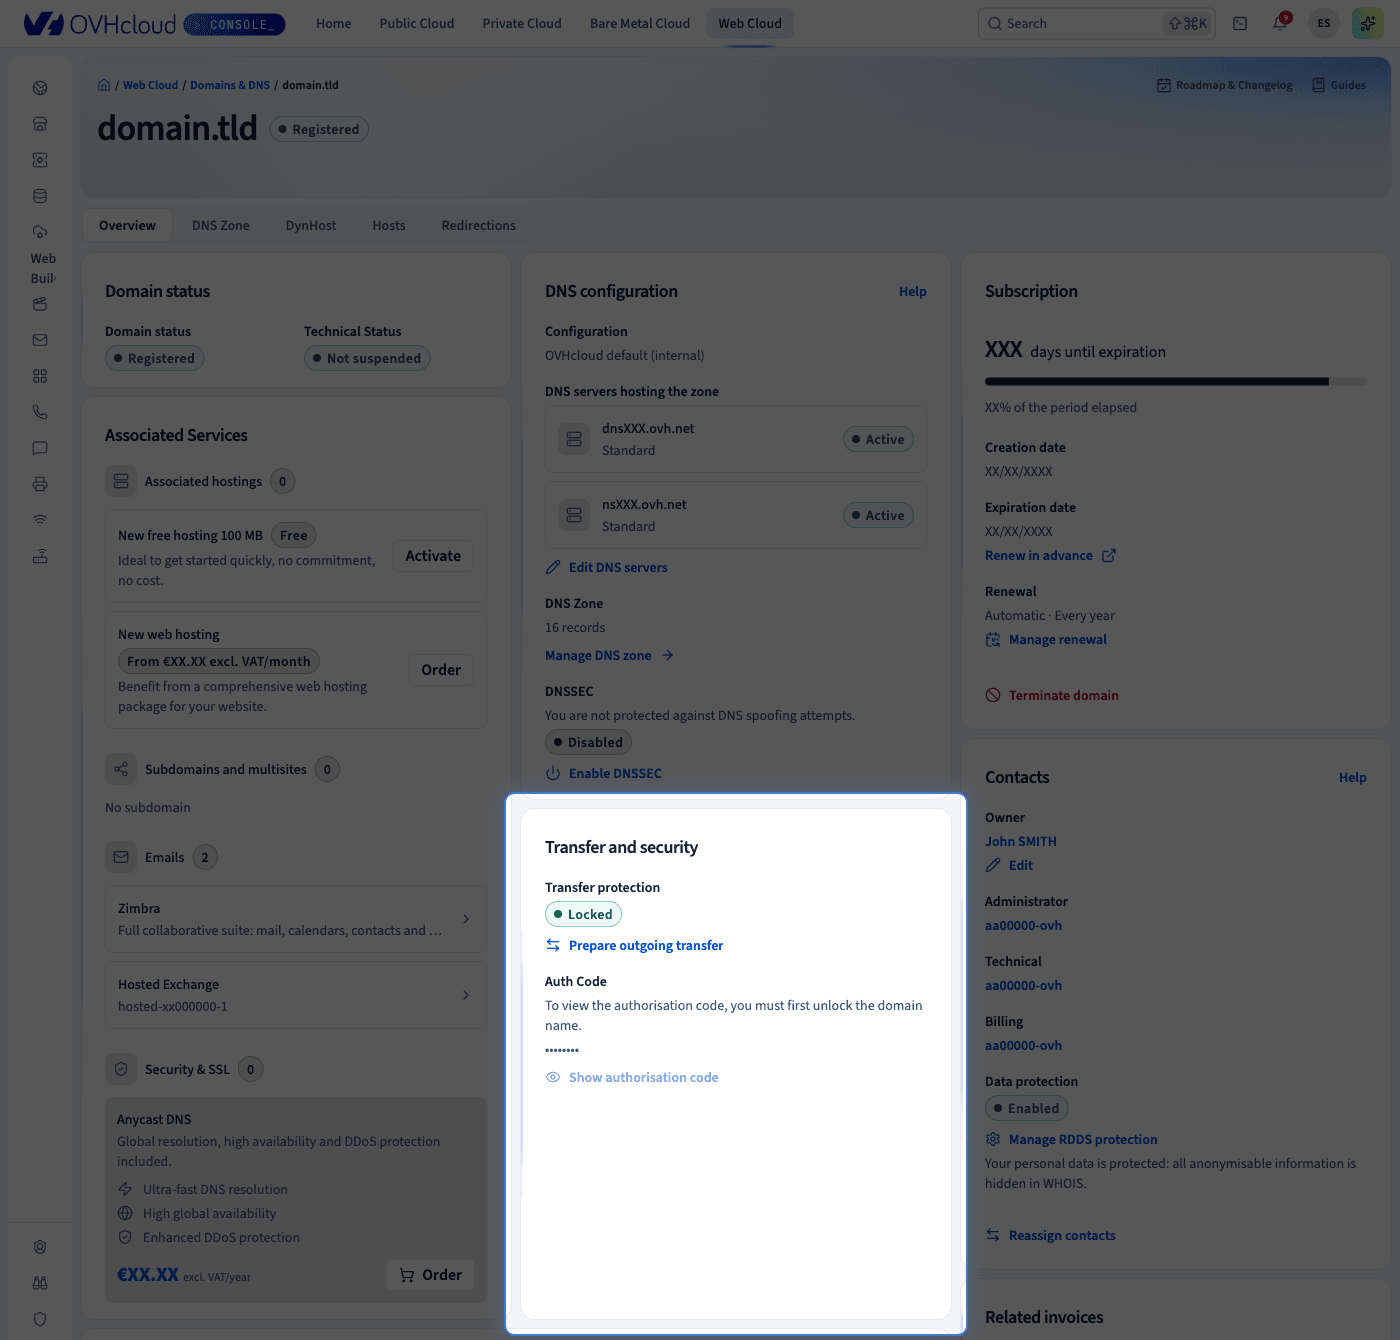 OVHcloud CONSOLE_
Home
Public Cloud
Private Cloud
Bare Metal Cloud
Web Cloud
Search
⇧⌘K
9
ES
/ Web Cloud / Domains & DNS / domain.tld
Roadmap & Changelog
Guides
domain.tld
Registered
Overview
DNS Zone
DynHost
Hosts
Redirections
Web
Buil
Domain status
Domain status
Registered
Technical Status
Not suspended
Associated Services
Associated hostings 0
New free hosting 100 MB Free
Ideal to get started quickly, no commitment,
no cost.
Activate
New web hosting
From €XX.XX excl. VAT/month
Benefit from a comprehensive web hosting
package for your website.
Order
Subdomains and multisites 0
No subdomain
Emails 2
Zimbra
Full collaborative suite: mail, calendars, contacts and ...
Hosted Exchange
hosted-xx000000-1
Security & SSL 0
Anycast DNS
Global resolution, high availability and DDoS protection
included.
Ultra-fast DNS resolution
High global availability
Enhanced DDoS protection
€XX.XX excl. VAT/year
Order
DNS configuration
Help
Configuration
OVHcloud default (internal)
DNS servers hosting the zone
dnsXXX.ovh.net
Standard
Active
nsXXX.ovh.net
Standard
Active
Edit DNS servers
DNS Zone
16 records
Manage DNS zone
DNSSEC
You are not protected against DNS spoofing attempts.
Disabled
Enable DNSSEC
Transfer and security
Transfer protection
Locked
Prepare outgoing transfer
Auth Code
To view the authorisation code, you must first unlock the domain
name.
••••••••
Show authorisation code
Subscription
XXX days until expiration
XX% of the period elapsed
Creation date
XX/XX/XXXX
Expiration date
XX/XX/XXXX
Renew in advance
Renewal
Automatic · Every year
Manage renewal
Terminate domain
Contacts
Help
Owner
John SMITH
Edit
Administrator
aa00000-ovh
Technical
aa00000-ovh
Billing
aa00000-ovh
Data protection
Enabled
Manage RDDS protection
Your personal data is protected: all anonymisable information is
hidden in WHOIS.
Reassign contacts
Related invoices